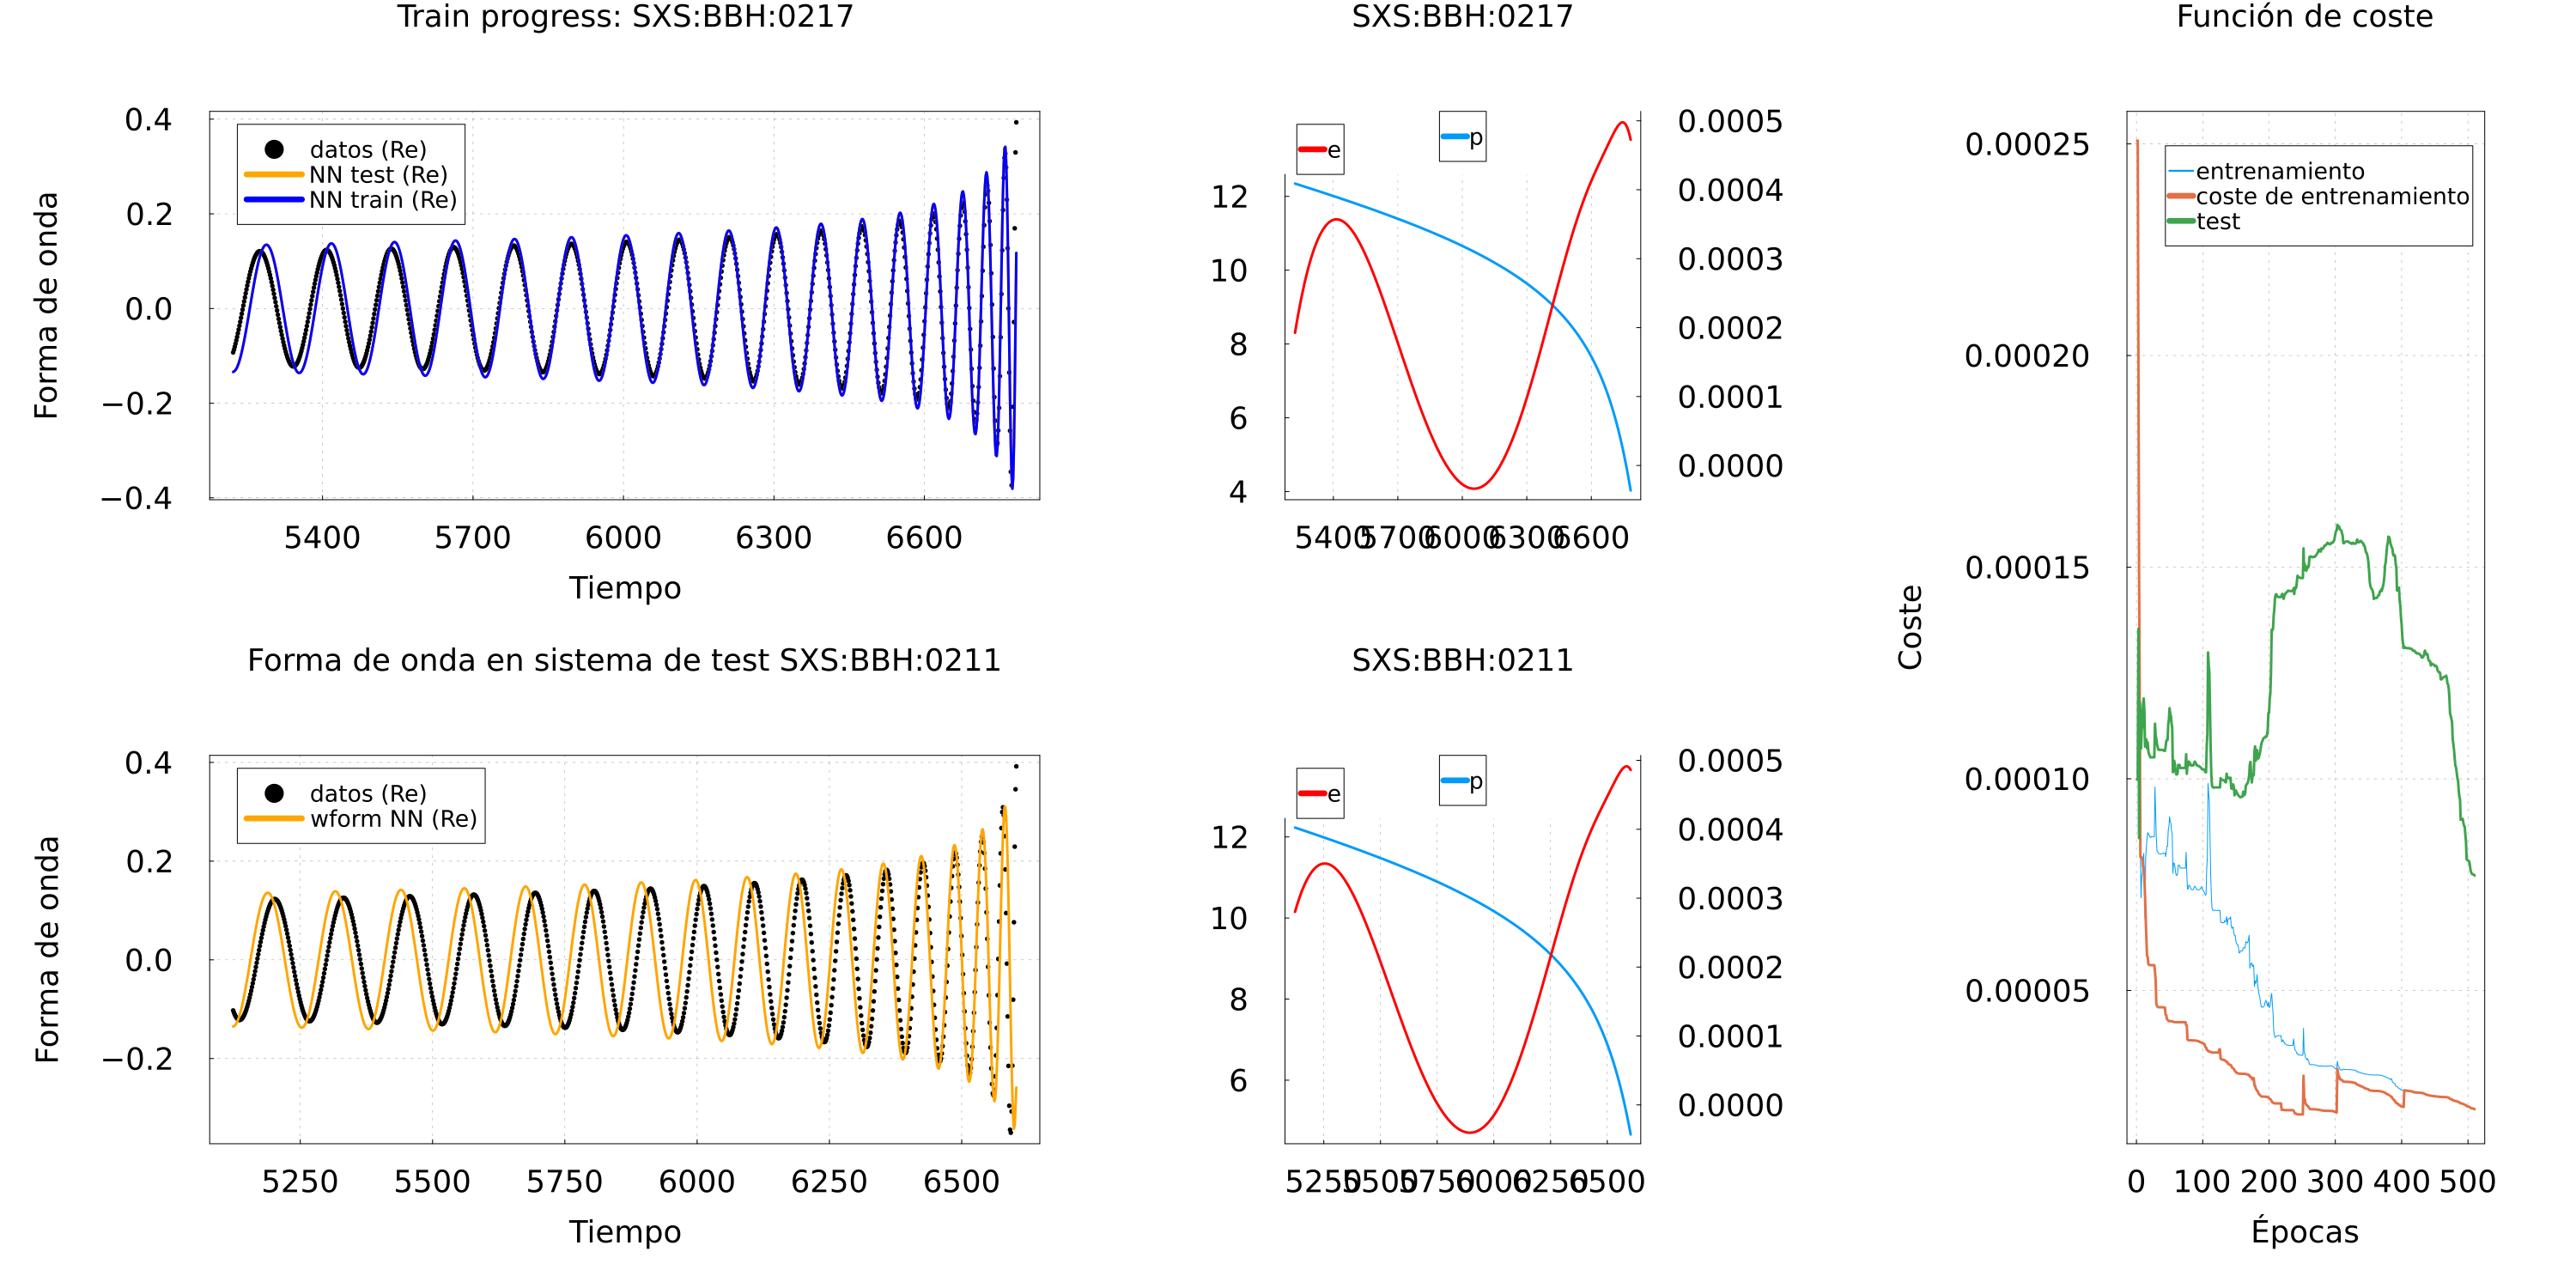 Train progress: SXS:BBH:0217
Forma de onda
0.4
0.2
0.0
−0.2
−0.4
datos (Re)
NN test (Re)
NN train (Re)
5400 5700 6000 6300 6600
Tiempo
SXS:BBH:0217
e
p
12
10
8
6
4
0.0005
0.0004
0.0003
0.0002
0.0001
0.0000
5400 5700 6000 6300 6600
Forma de onda en sistema de test SXS:BBH:0211
Forma de onda
0.4
0.2
0.0
−0.2
datos (Re)
wform NN (Re)
5250 5500 5750 6000 6250 6500
Tiempo
SXS:BBH:0211
e
p
12
10
8
6
0.0005
0.0004
0.0003
0.0002
0.0001
0.0000
5250 5500 5750 6000 6250 6500
Función de coste
Coste
0.00025
0.00020
0.00015
0.00010
0.00005
entrenamiento
coste de entrenamiento
test
0 100 200 300 400 500
Épocas